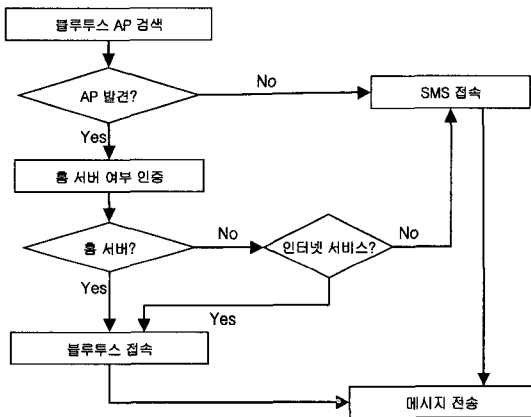 블루투스 AP 검색
AP 발견?
No
SMS 접속
Yes
홈 서버 여부 인증
홈 서버?
No
인터넷 서비스?
No
Yes
Yes
블루투스 접속
메시지 전송